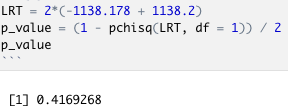 LRT = 2*(-1138.178 + 1138.2)
p_value = (1 - pchisq(LRT, df = 1)) / 2
p_value
```
[1] 0.4169268